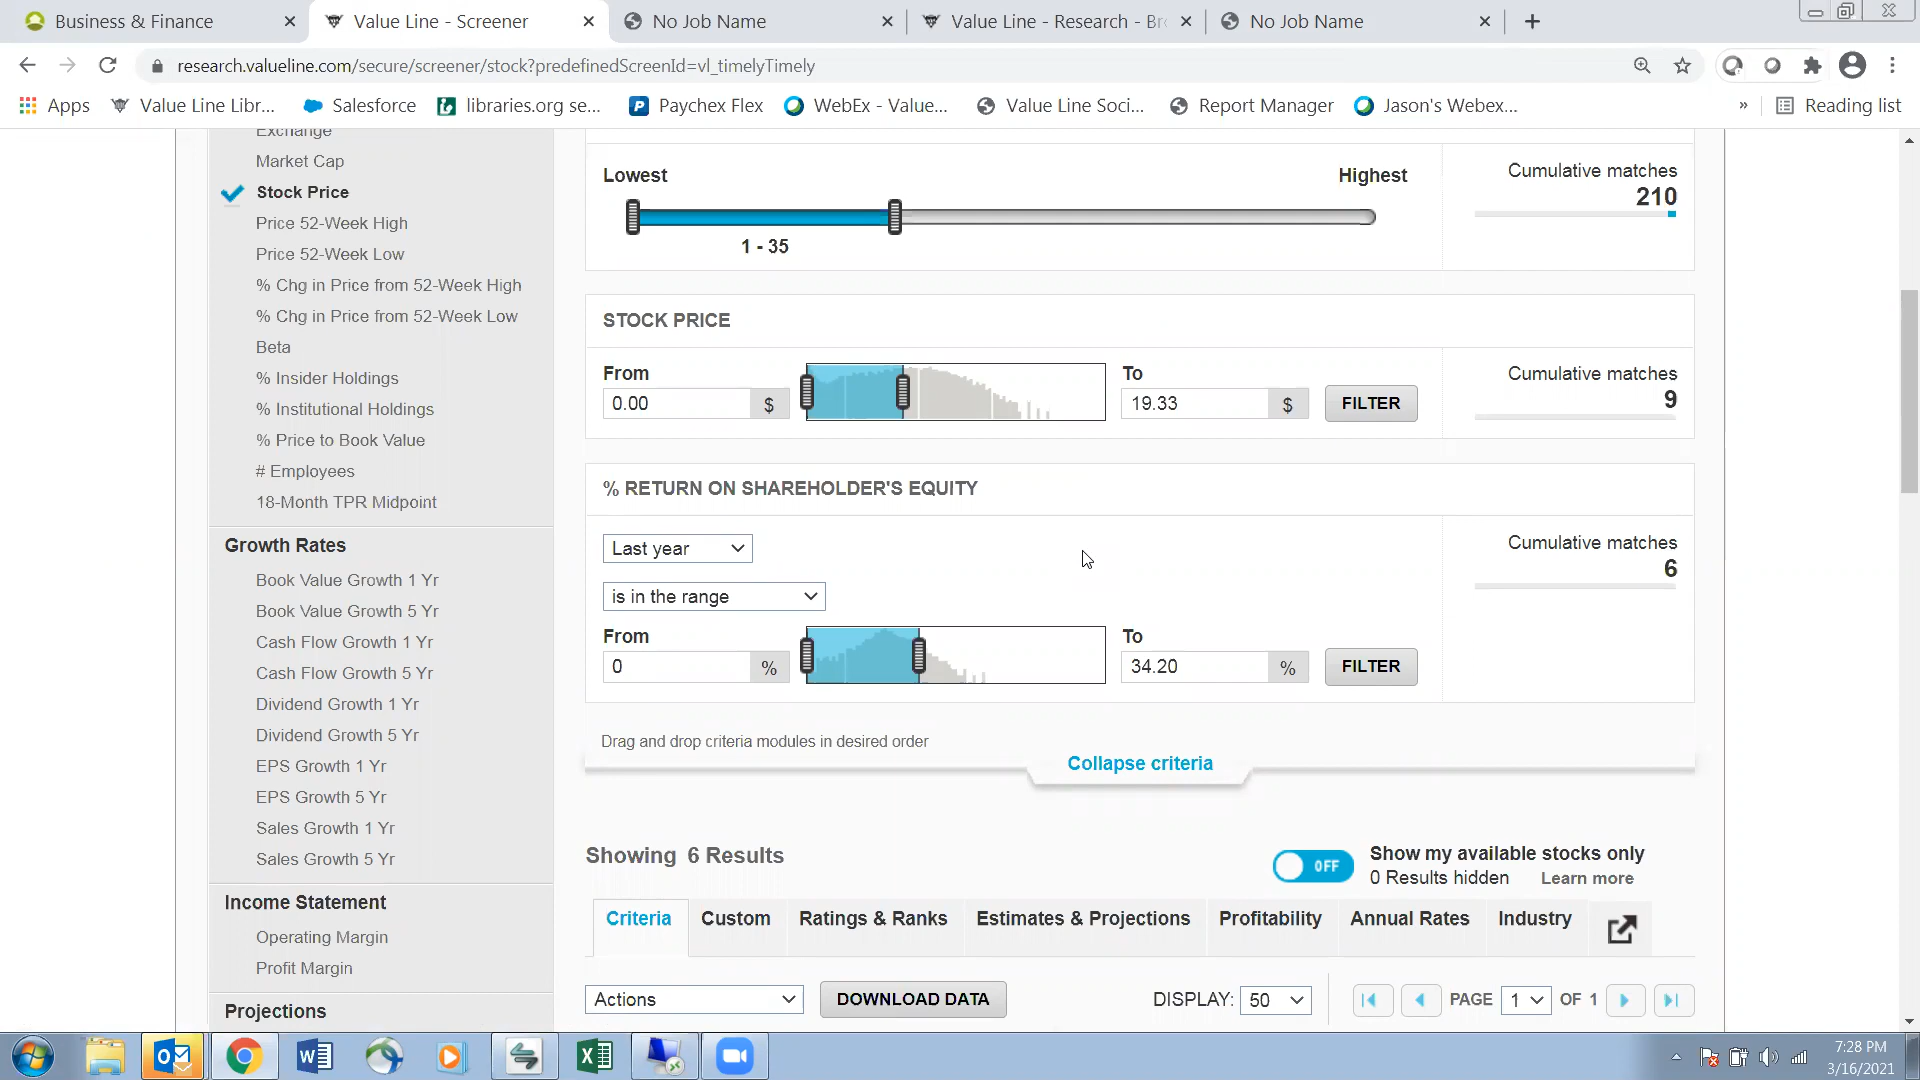 Business & Finance
Value Line - Screener
No Job Name
Value Line - Research - Br
No Job Name
research.valueline.com/secure/screener/stock?predefinedScreenId=vl_timelyTimely
Apps
Value Line Libr...
Salesforce
libraries.org se...
Paychex Flex
WebEx - Value...
Value Line Soci...
Report Manager
Jason's Webex...
»
Reading list
Exchange
Market Cap
Stock Price
Price 52-Week High
Price 52-Week Low
% Chg in Price from 52-Week High
% Chg in Price from 52-Week Low
Beta
% Insider Holdings
% Institutional Holdings
% Price to Book Value
# Employees
18-Month TPR Midpoint
Growth Rates
Book Value Growth 1 Yr
Book Value Growth 5 Yr
Cash Flow Growth 1 Yr
Cash Flow Growth 5 Yr
Dividend Growth 1 Yr
Dividend Growth 5 Yr
EPS Growth 1 Yr
EPS Growth 5 Yr
Sales Growth 1 Yr
Sales Growth 5 Yr
Income Statement
Operating Margin
Profit Margin
Projections
Lowest
Highest
1 - 35
Cumulative matches
210
STOCK PRICE
From
0.00 $
To
19.33 $
FILTER
Cumulative matches
9
% RETURN ON SHAREHOLDER'S EQUITY
Last year
is in the range
From
0 %
To
34.20 %
FILTER
Cumulative matches
6
Drag and drop criteria modules in desired order
Collapse criteria
Showing 6 Results
OFF
Show my available stocks only
0 Results hidden
Learn more
Criteria
Custom
Ratings & Ranks
Estimates & Projections
Profitability
Annual Rates
Industry
Actions
DOWNLOAD DATA
DISPLAY: 50
PAGE 1 OF 1
7:28 PM
3/16/2021